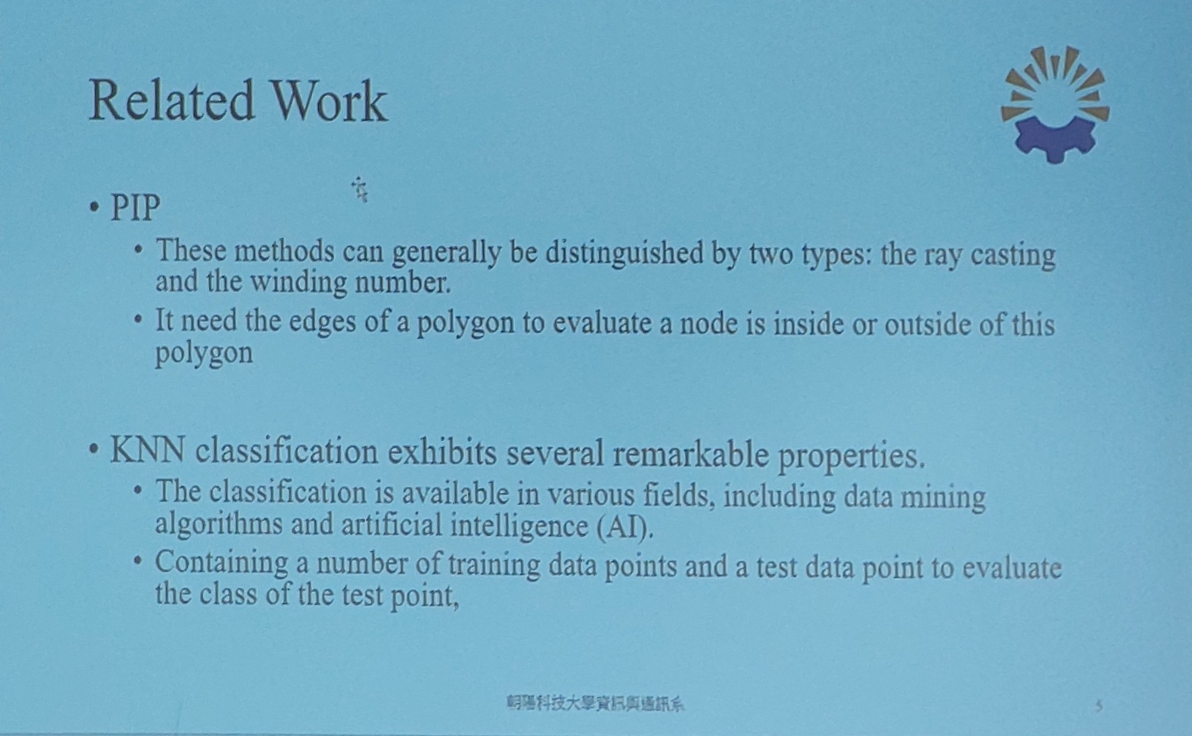 Related Work
• PIP
• These methods can generally be distinguished by two types: the ray casting
and the winding number.
• It need the edges of a polygon to evaluate a node is inside or outside of this
polygon
• KNN classification exhibits several remarkable properties.
• The classification is available in various fields, including data mining
algorithms and artificial intelligence (AI).
• Containing a number of training data points and a test data point to evaluate
the class of the test point,
朝陽科技大學資訊與通訊系
5